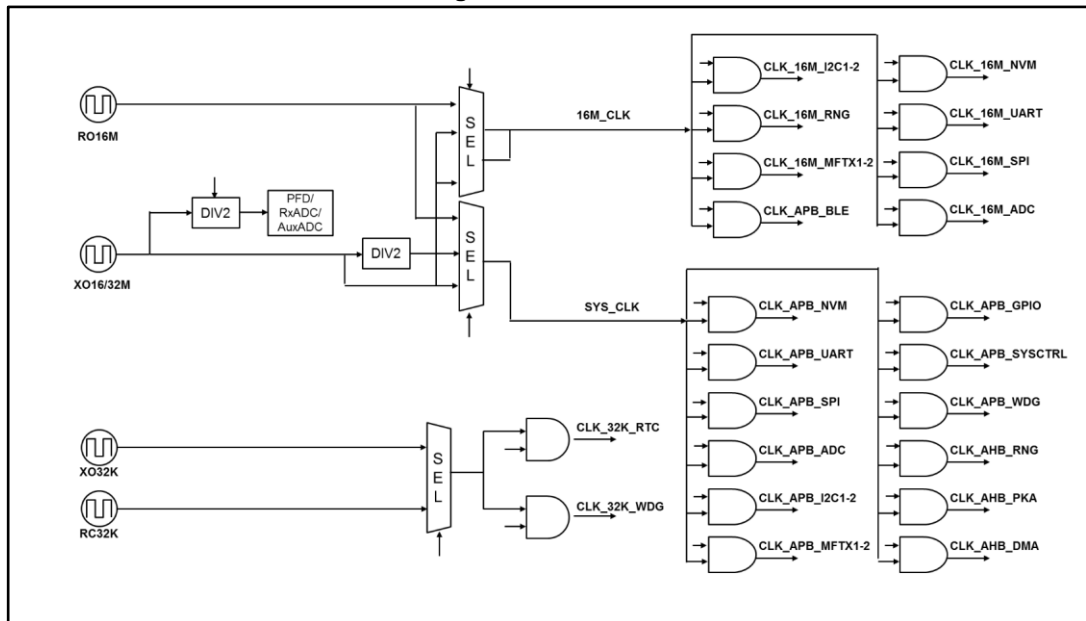 RO16M
XO16/32M
DIV2
PFD/
RxADC/
AuxADC
DIV2
S
E
L
S
E
L
16M_CLK
SYS_CLK
CLK_16M_I2C1-2
CLK_16M_RNG
CLK_16M_MFTX1-2
CLK_APB_BLE
CLK_16M_NVM
CLK_16M_UART
CLK_16M_SPI
CLK_16M_ADC
CLK_APB_NVM
CLK_APB_UART
CLK_APB_SPI
CLK_APB_ADC
CLK_APB_I2C1-2
CLK_APB_MFTX1-2
CLK_APB_GPIO
CLK_APB_SYSCTRL
CLK_APB_WDG
CLK_AHB_RNG
CLK_AHB_PKA
CLK_AHB_DMA
XO32K
RC32K
S
E
L
CLK_32K_RTC
CLK_32K_WDG